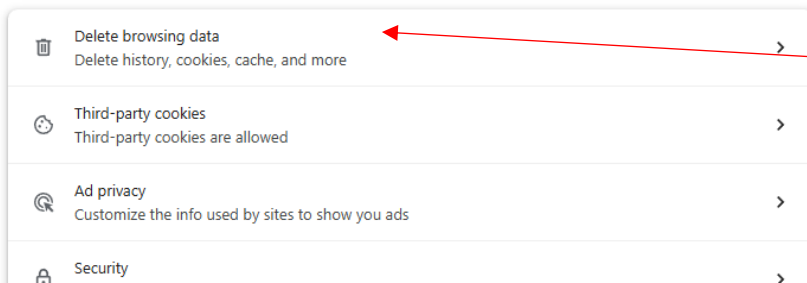 Delete browsing data
Delete history, cookies, cache, and more
Third-party cookies
Third-party cookies are allowed
Ad privacy
Customize the info used by sites to show you ads
Security